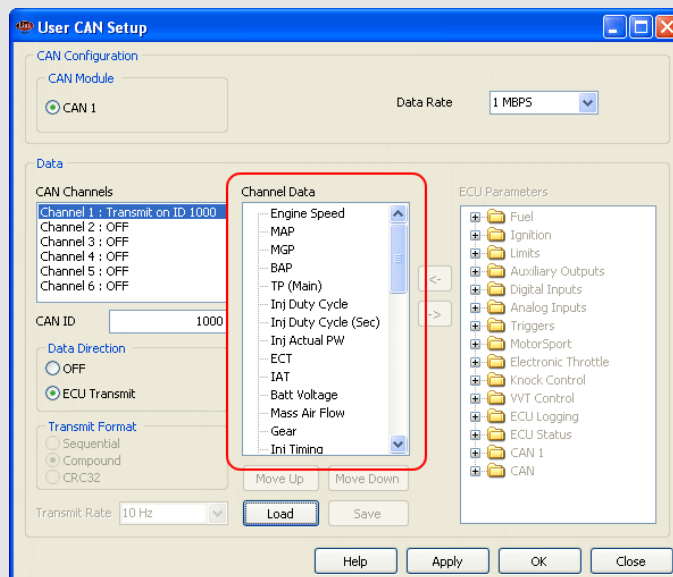 User CAN Setup
CAN Configuration
CAN Module
CAN 1
Data Rate
1 MBPS
Data
CAN Channels
Channel 1 : Transmit on ID 1000
Channel 2 : OFF
Channel 3 : OFF
Channel 4 : OFF
Channel 5 : OFF
Channel 6 : OFF
CAN ID
1000
Data Direction
OFF
ECU Transmit
Transmit Format
Sequential
Compound
CRC32
Transmit Rate
10 Hz
Channel Data
Engine Speed
MAP
MGP
BAP
TP (Main)
Inj Duty Cycle
Inj Duty Cycle (Sec)
Inj Actual PW
ECT
IAT
Batt Voltage
Mass Air Flow
Gear
Inj Timing
Move Up
Move Down
Load
Save
<-
->
ECU Parameters
Fuel
Ignition
Limits
Auxiliary Outputs
Digital Inputs
Analog Inputs
Triggers
MotorSport
Electronic Throttle
Knock Control
VVT Control
ECU Logging
ECU Status
CAN 1
CAN
Help
Apply
OK
Close